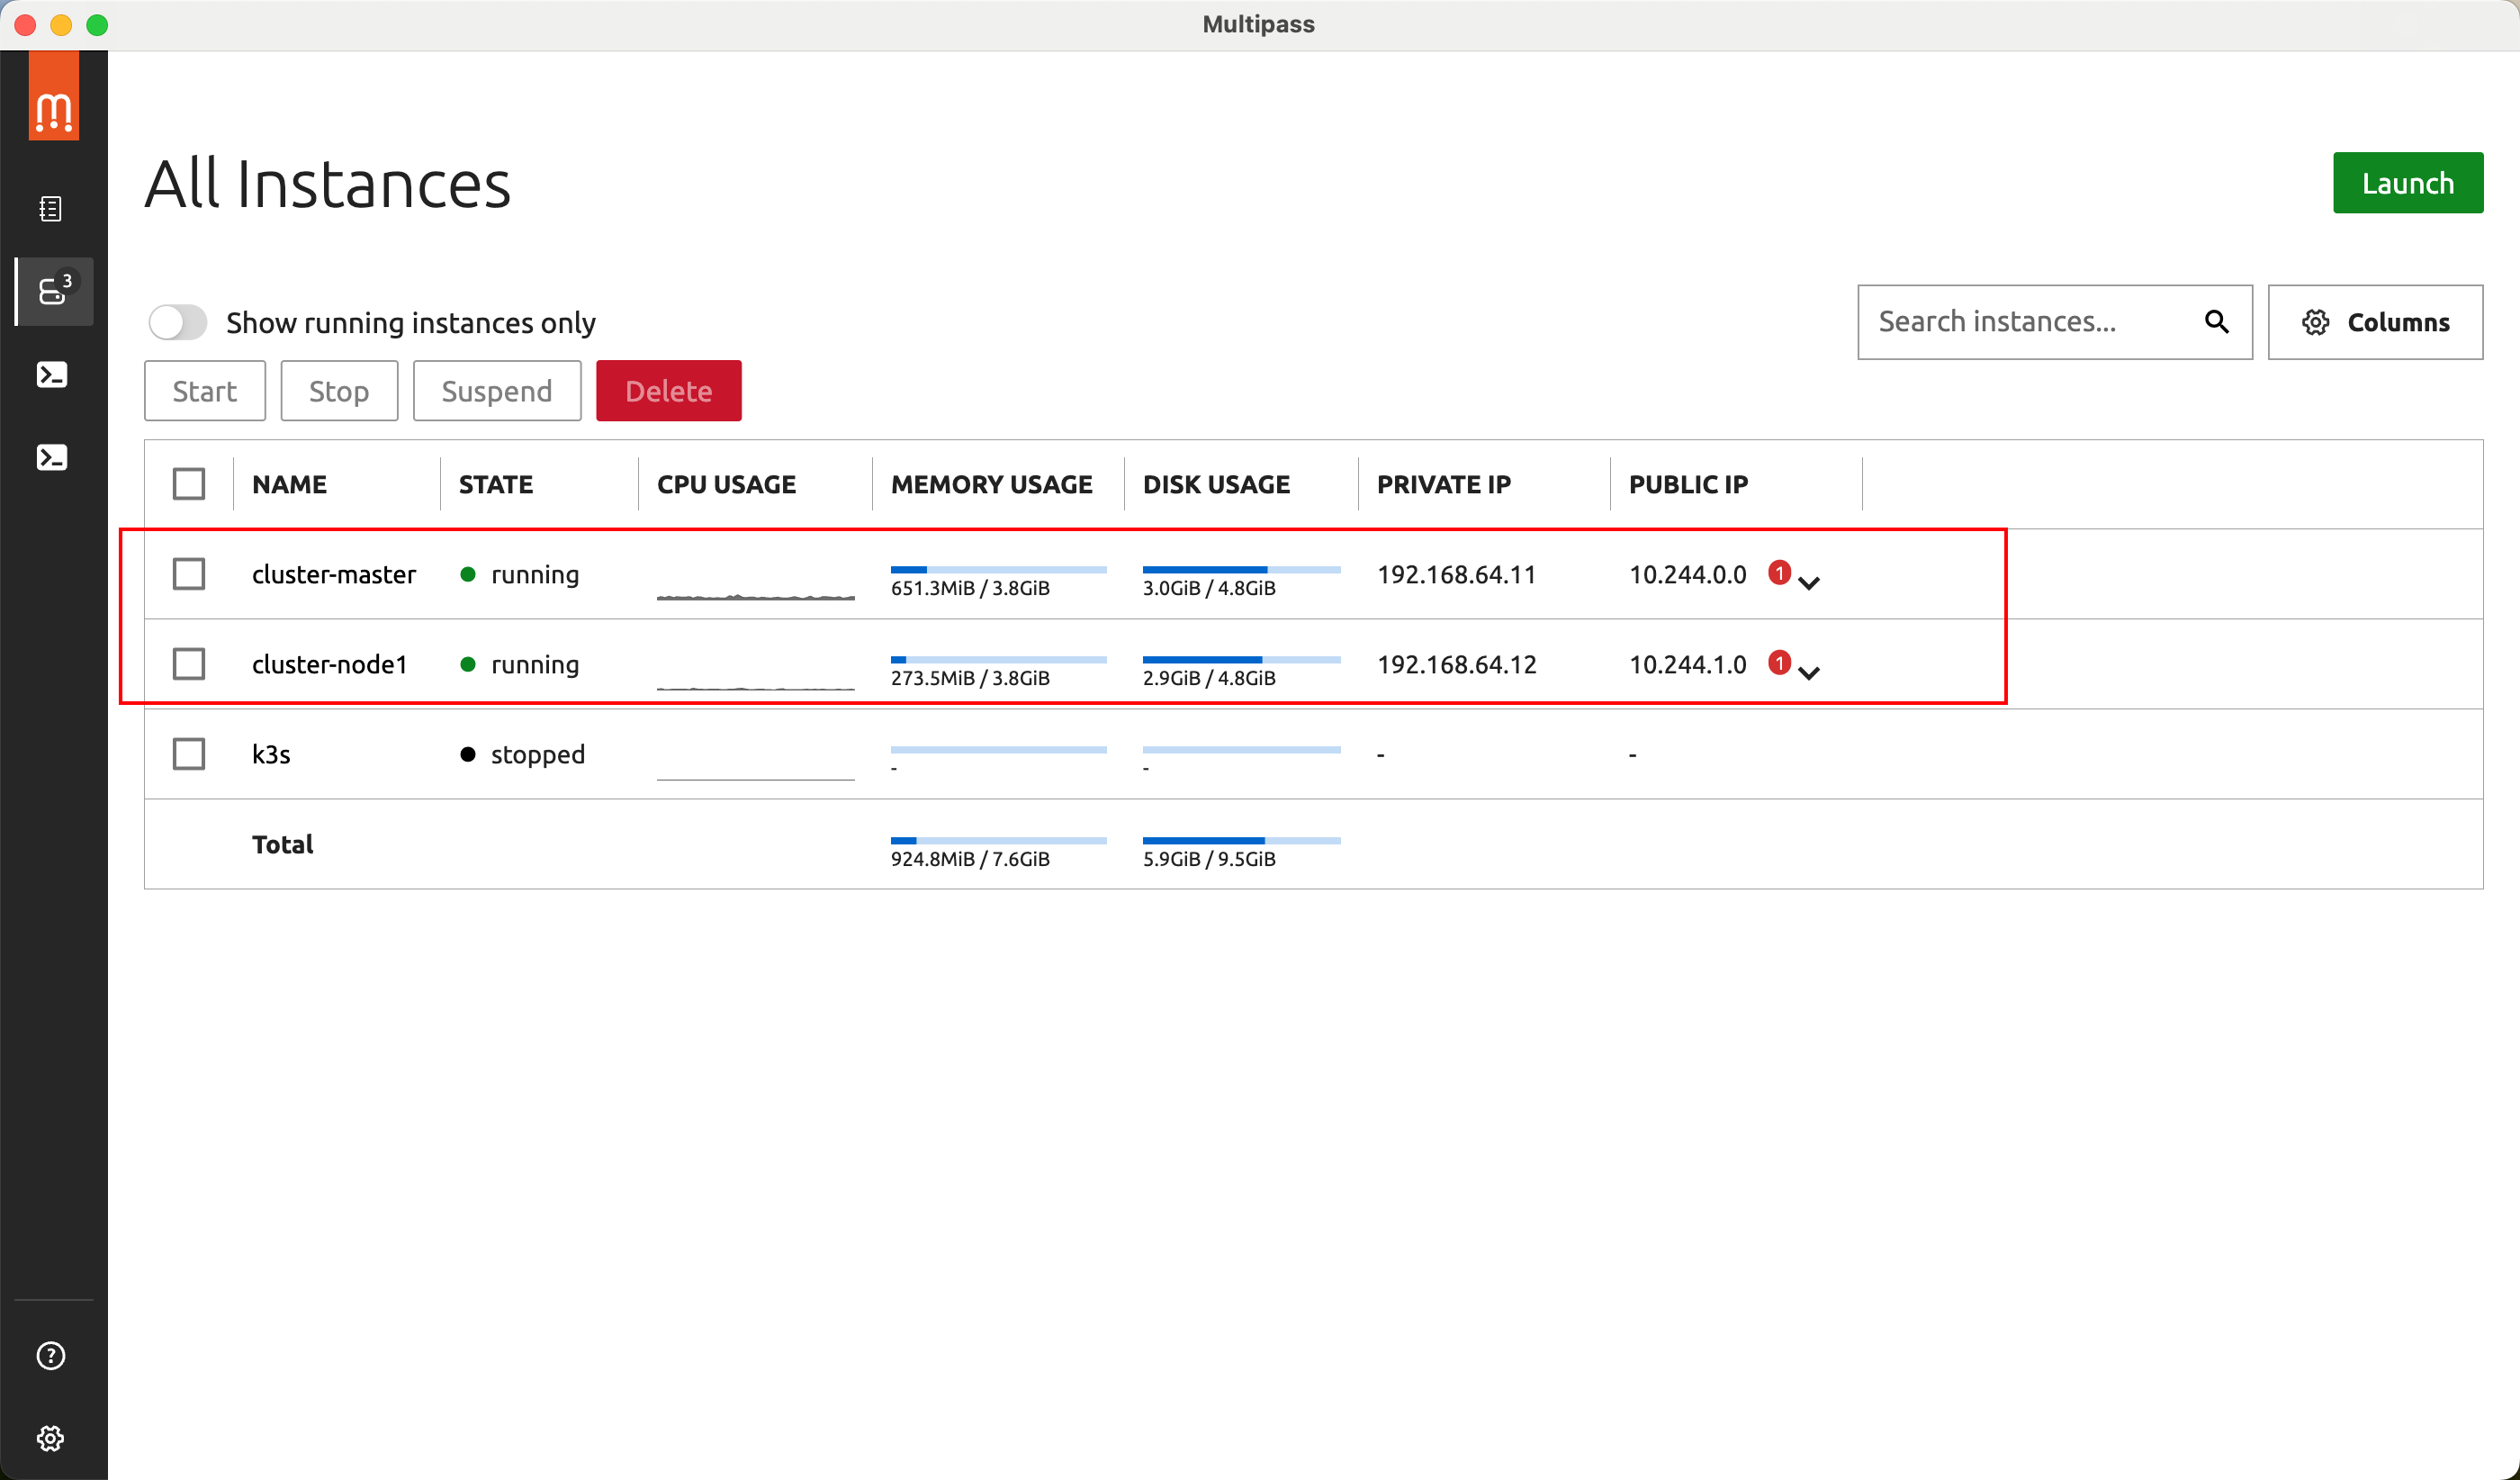 Multipass
All Instances
Launch
3
Show running instances only
Search instances...
Columns
Start Stop Suspend Delete
NAME STATE CPU USAGE MEMORY USAGE DISK USAGE PRIVATE IP PUBLIC IP
cluster-master running 651.3MiB / 3.8GiB 3.0GiB / 4.8GiB 192.168.64.11 10.244.0.0 1
cluster-node1 running 273.5MiB / 3.8GiB 2.9GiB / 4.8GiB 192.168.64.12 10.244.1.0 1
k3s stopped - - - -
Total 924.8MiB / 7.6GiB 5.9GiB / 9.5GiB